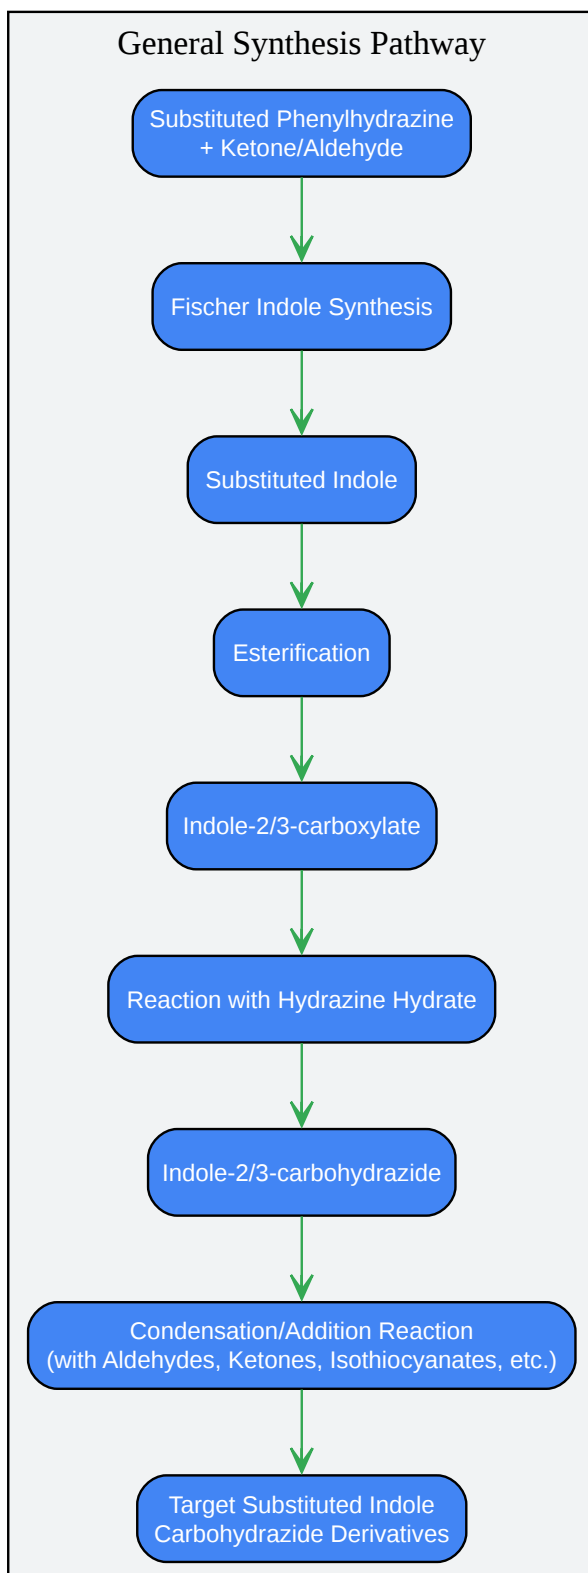 General Synthesis Pathway
Substituted Phenylhydrazine
+ Ketone/Aldehyde
Fischer Indole Synthesis
Substituted Indole
Esterification
Indole-2/3-carboxylate
Reaction with Hydrazine Hydrate
Indole-2/3-carbohydrazide
Condensation/Addition Reaction
(with Aldehydes, Ketones, Isothiocyanates, etc.)
Target Substituted Indole
Carbohydrazide Derivatives